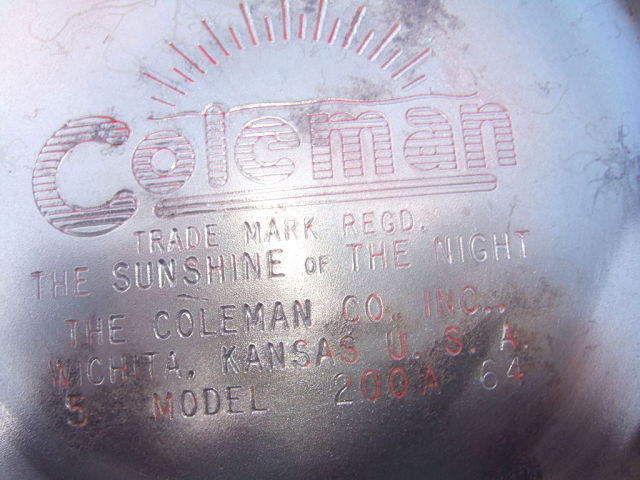 Coleman
TRADE MARK REGD.
THE SUNSHINE OF THE NIGHT
THE COLEMAN CO. INC.,
WICHITA, KANSAS U. S. A.
5 MODEL 200A 64